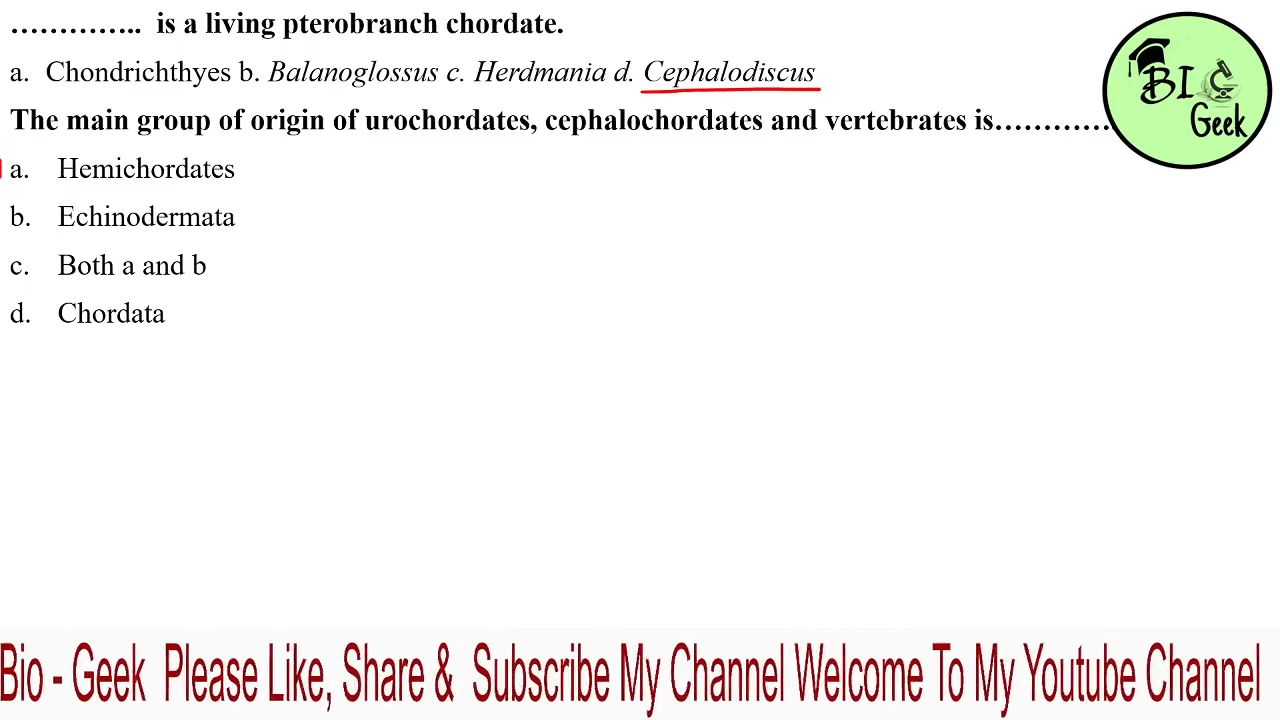 ………….. is a living pterobranch chordate.
a. Chondrichthyes b. Balanoglossus c. Herdmania d. Cephalodiscus
The main group of origin of urochordates, cephalochordates and vertebrates is…………
a. Hemichordates
b. Echinodermata
c. Both a and b
d. Chordata
BIO
Geek
Bio - Geek Please Like, Share & Subscribe My Channel Welcome To My Youtube Channel